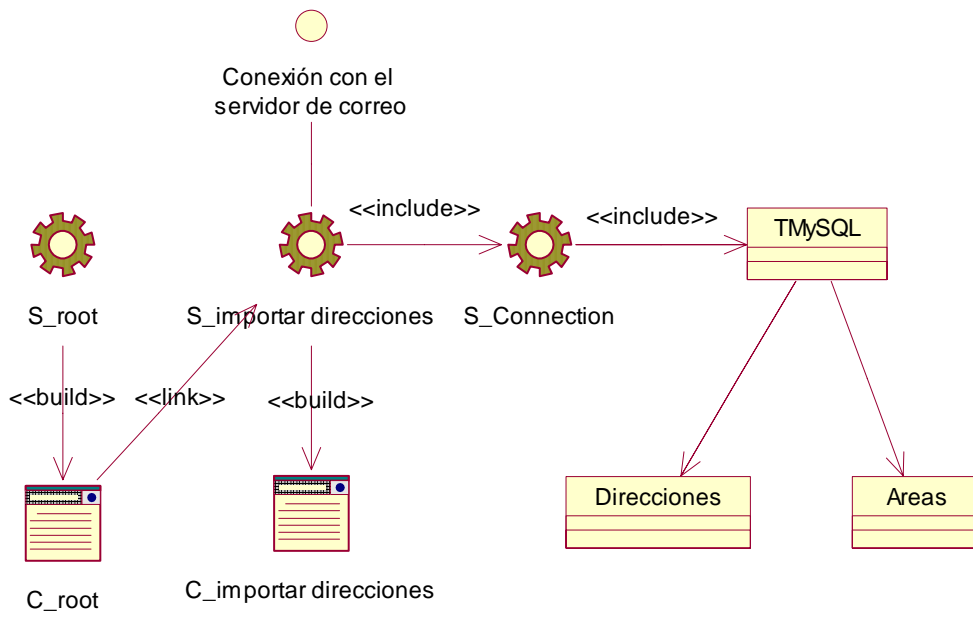 Conexión con el
servidor de correo
<<include>>
<<include>>
TMySQL
S_root
S_importar direcciones
S_Connection
<<build>>
<<link>>
<<build>>
Direcciones
Areas
C_root
C_importar direcciones